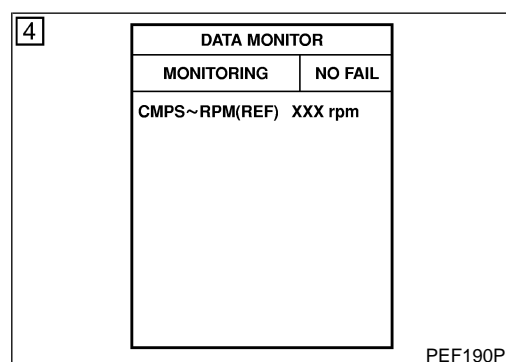 4
DATA MONITOR
MONITORING NO FAIL
CMPS~RPM(REF) XXX rpm
PEF190P